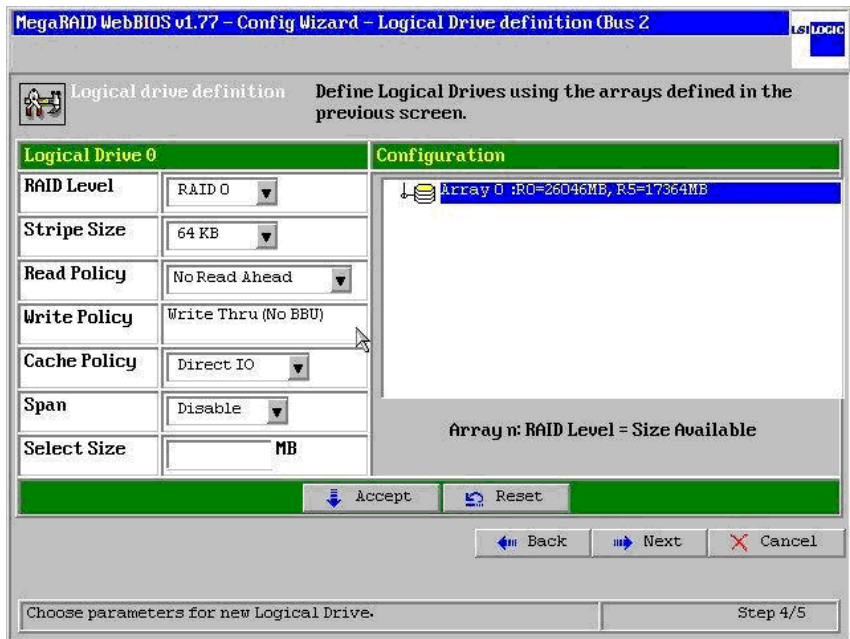 MegaRAID WebBIOS v1.77 - Config Wizard - Logical Drive definition (Bus 2
LSI LOGIC
Logical drive definition
Define Logical Drives using the arrays defined in the
previous screen.
Logical Drive 0
Configuration
RAID Level
RAID 0
Array 0 :R0=26046MB, R5=17364MB
Stripe Size
64 KB
Read Policy
No Read Ahead
Write Policy
Write Thru (No BBU)
Cache Policy
Direct IO
Span
Disable
Array n: RAID Level = Size Available
Select Size
MB
Accept
Reset
Back
Next
Cancel
Choose parameters for new Logical Drive.
Step 4/5